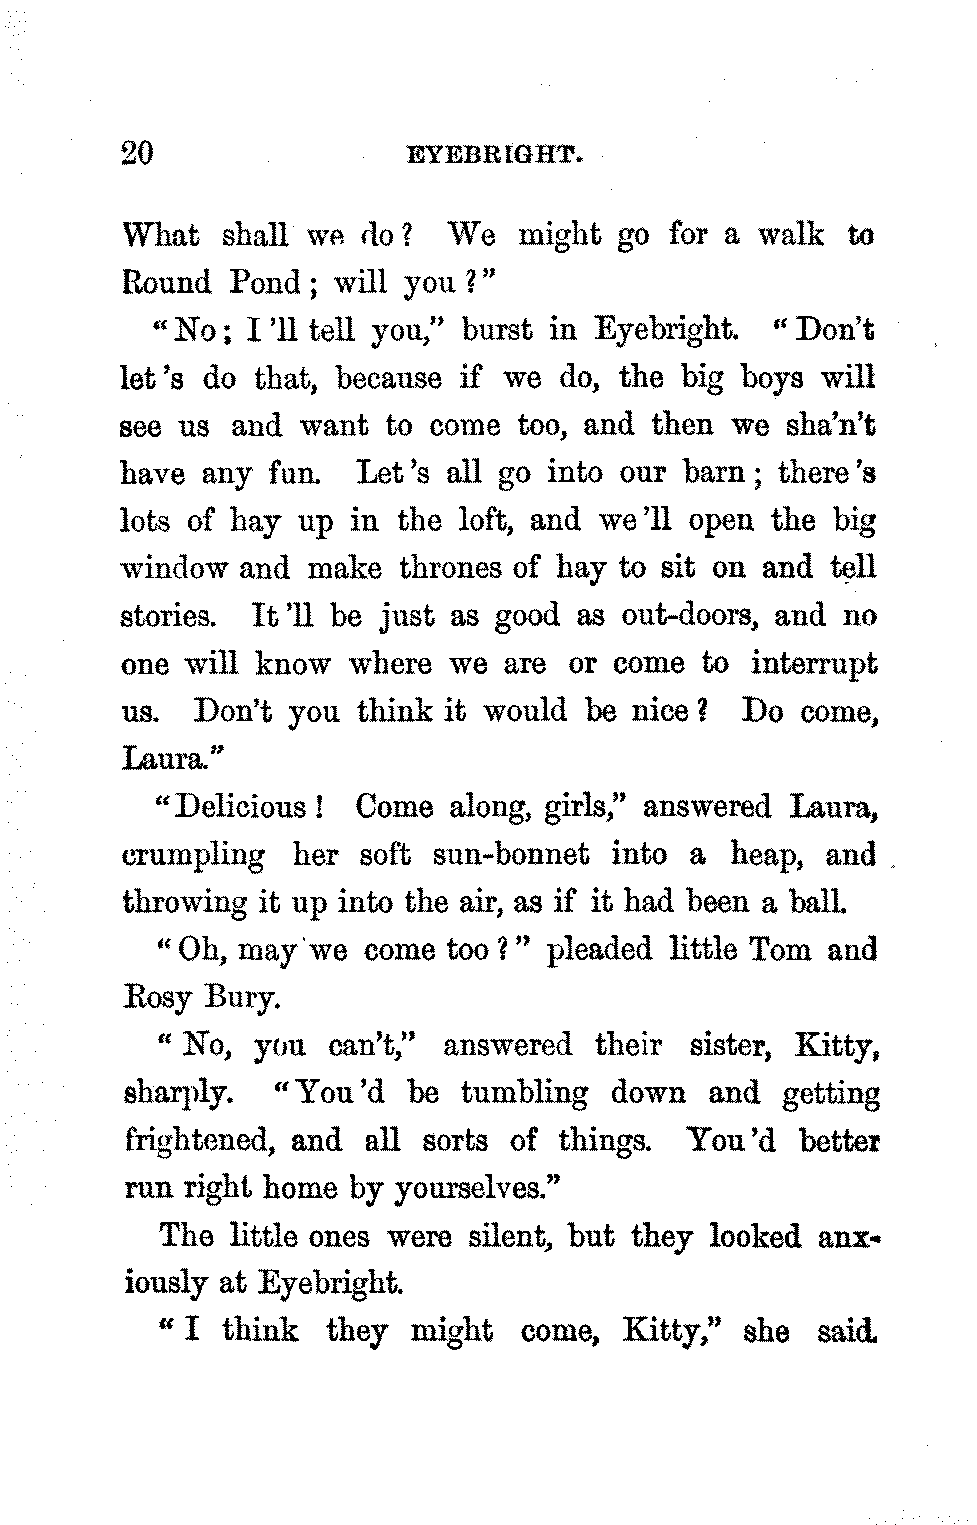 20 EYEBRIGHT.
What shall we do? We might go for a walk to
Round Pond; will you?"
"No; I'll tell you," burst in Eyebright. "Don't
let's do that, because if we do, the big boys will
see us and want to come too, and then we sha'n't
have any fun. Let's all go into our barn; there's
lots of hay up in the loft, and we'll open the big
window and make thrones of hay to sit on and tell
stories. It'll be just as good as out-doors, and no
one will know where we are or come to interrupt
us. Don't you think it would be nice? Do come,
Laura."
"Delicious! Come along, girls," answered Laura,
crumpling her soft sun-bonnet into a heap, and
throwing it up into the air, as if it had been a ball.
"Oh, may we come too?" pleaded little Tom and
Rosy Bury.
"No, you can't," answered their sister, Kitty,
sharply. "You'd be tumbling down and getting
frightened, and all sorts of things. You'd better
run right home by yourselves."
The little ones were silent, but they looked anx-
iously at Eyebright.
"I think they might come, Kitty," she said.